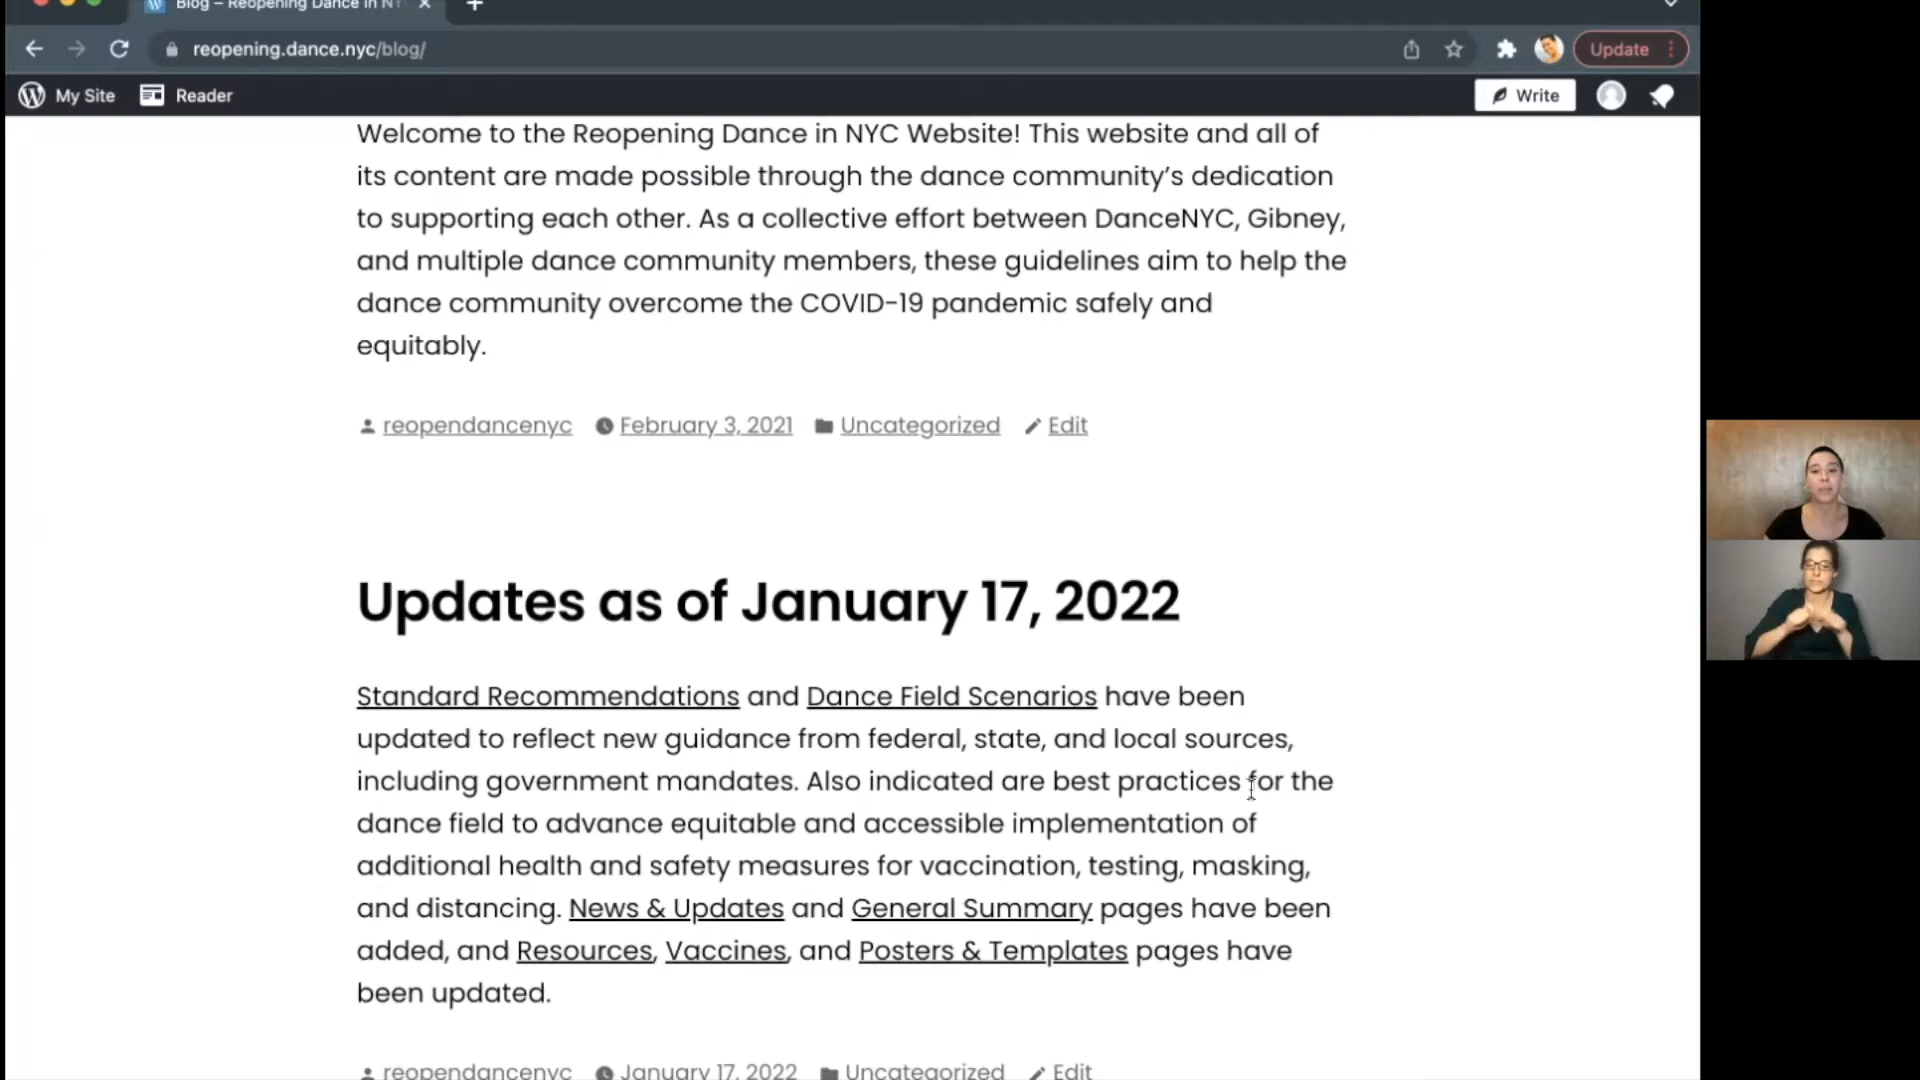 Blog – Reopening Dance in NY
reopening.dance.nyc/blog/
Update
My Site
Reader
Write
Welcome to the Reopening Dance in NYC Website! This website and all of
its content are made possible through the dance community’s dedication
to supporting each other. As a collective effort between DanceNYC, Gibney,
and multiple dance community members, these guidelines aim to help the
dance community overcome the COVID-19 pandemic safely and
equitably.
reopendancenyc February 3, 2021 Uncategorized Edit
Updates as of January 17, 2022
Standard Recommendations and Dance Field Scenarios have been
updated to reflect new guidance from federal, state, and local sources,
including government mandates. Also indicated are best practices for the
dance field to advance equitable and accessible implementation of
additional health and safety measures for vaccination, testing, masking,
and distancing. News & Updates and General Summary pages have been
added, and Resources, Vaccines, and Posters & Templates pages have
been updated.
reopendancenyc January 17, 2022 Uncategorized Edit